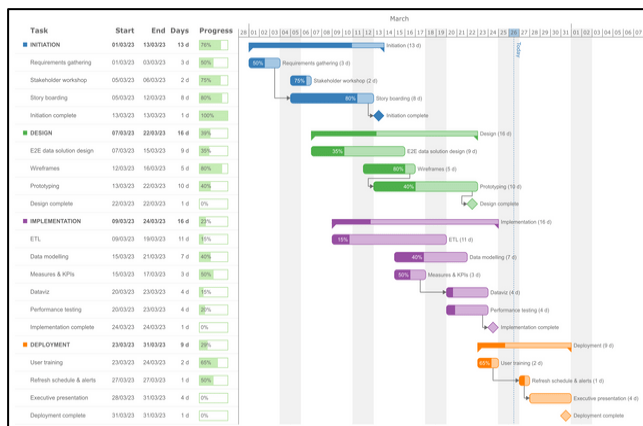 March
Task Start End Days Progress 28 01 02 03 04 05 06 07 08 09 10 11 12 13 14 15 16 17 18 19 20 21 22 23 24 25 26 27 28 29 30 31 01 02 03 04 05 06 07
Today
INITIATION 01/03/23 13/03/23 13 d 76% Initiation (13 d)
Requirements gathering 01/03/23 03/03/23 3 d 50% 50% Requirements gathering (3 d)
Stakeholder workshop 05/03/23 06/03/23 2 d 75% 75% Stakeholder workshop (2 d)
Story boarding 05/03/23 12/03/23 8 d 80% 80% Story boarding (8 d)
Initiation complete 13/03/23 13/03/23 1 d 100% Initiation complete
DESIGN 07/03/23 22/03/23 16 d 39% Design (16 d)
E2E data solution design 07/03/23 15/03/23 9 d 35% 35% E2E data solution design (9 d)
Wireframes 12/03/23 16/03/23 5 d 80% 80% Wireframes (5 d)
Prototyping 13/03/23 22/03/23 10 d 40% 40% Prototyping (10 d)
Design complete 22/03/23 22/03/23 1 d 0% Design complete
IMPLEMENTATION 09/03/23 24/03/23 16 d 23% Implementation (16 d)
ETL 09/03/23 19/03/23 11 d 15% 15% ETL (11 d)
Data modelling 15/03/23 21/03/23 7 d 40% 40% Data modelling (7 d)
Measures & KPIs 15/03/23 17/03/23 3 d 50% 50% Measures & KPIs (3 d)
Dataviz 20/03/23 23/03/23 4 d 15% Dataviz (4 d)
Performance testing 20/03/23 23/03/23 4 d 20% Performance testing (4 d)
Implementation complete 24/03/23 24/03/23 1 d 0% Implementation complete
DEPLOYMENT 23/03/23 31/03/23 9 d 29% Deployment (9 d)
User training 23/03/23 24/03/23 2 d 65% 65% User training (2 d)
Refresh schedule & alerts 27/03/23 27/03/23 1 d 50% Refresh schedule & alerts (1 d)
Executive presentation 28/03/23 31/03/23 4 d 0% Executive presentation (4 d)
Deployment complete 31/03/23 31/03/23 1 d 0% Deployment complete